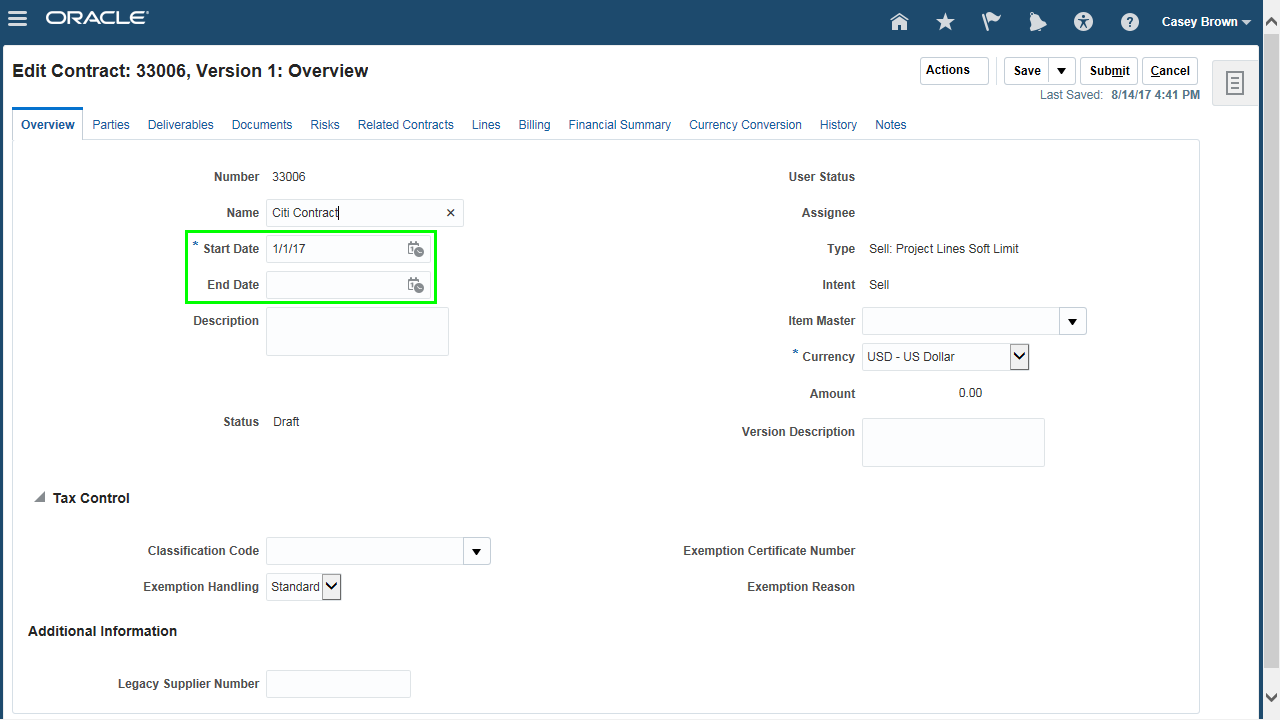 ORACLE®
Casey Brown
Edit Contract: 33006, Version 1: Overview
Actions
Save
Submit
Cancel
Last Saved: 8/14/17 4:41 PM
Overview Parties Deliverables Documents Risks Related Contracts Lines Billing Financial Summary Currency Conversion History Notes
Number 33006
Name Citi Contract
* Start Date 1/1/17
End Date
Description
Status Draft
User Status
Assignee
Type Sell: Project Lines Soft Limit
Intent Sell
Item Master
* Currency USD - US Dollar
Amount 0.00
Version Description
Tax Control
Classification Code
Exemption Handling Standard
Exemption Certificate Number
Exemption Reason
Additional Information
Legacy Supplier Number